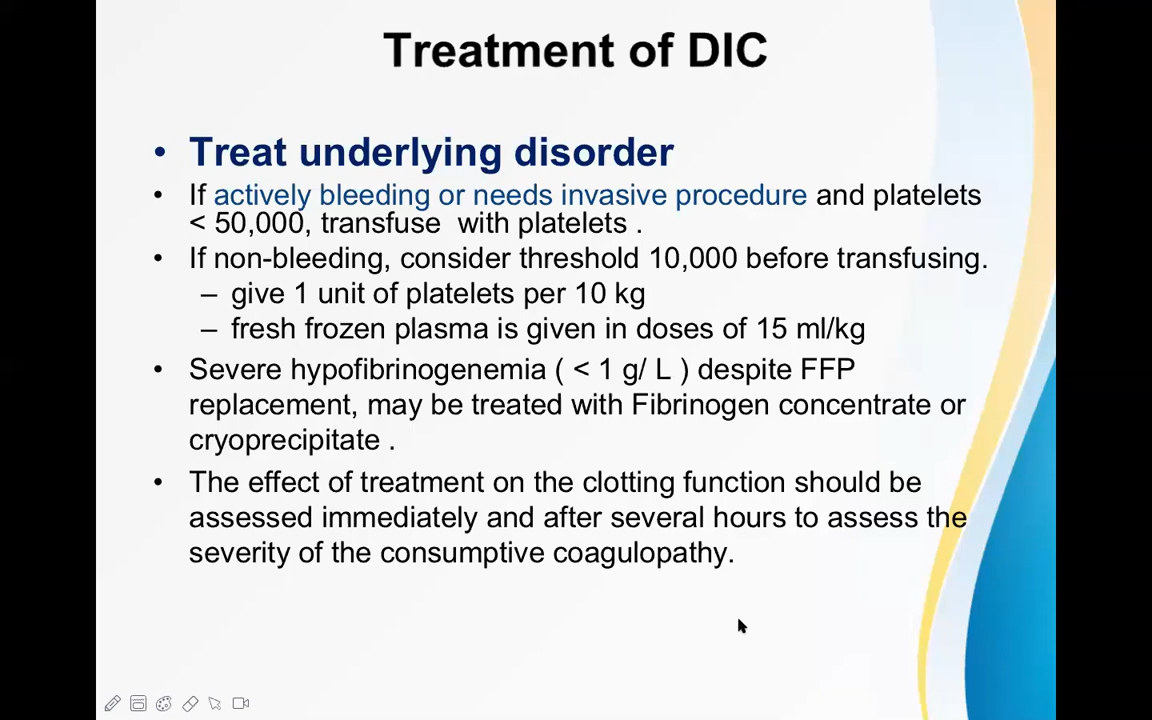 Treatment of DIC
• Treat underlying disorder
• If actively bleeding or needs invasive procedure and platelets
< 50,000, transfuse  with platelets .
• If non-bleeding, consider threshold 10,000 before transfusing.
– give 1 unit of platelets per 10 kg
– fresh frozen plasma is given in doses of 15 ml/kg
• Severe hypofibrinogenemia ( < 1 g/ L ) despite FFP
replacement, may be treated with Fibrinogen concentrate or
cryoprecipitate .
• The effect of treatment on the clotting function should be
assessed immediately and after several hours to assess the
severity of the consumptive coagulopathy.